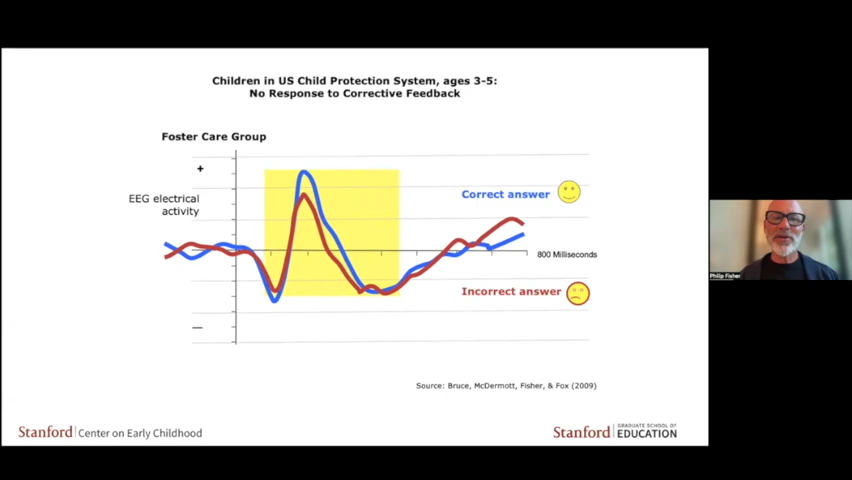 Children in US Child Protection System, ages 3-5:
No Response to Corrective Feedback
Foster Care Group
+
EEG electrical
activity
Correct answer
800 Milliseconds
Incorrect answer
—
Source: Bruce, McDermott, Fisher, & Fox (2009)
Stanford | Center on Early Childhood
Stanford | GRADUATE SCHOOL OF
EDUCATION
Philip Fisher